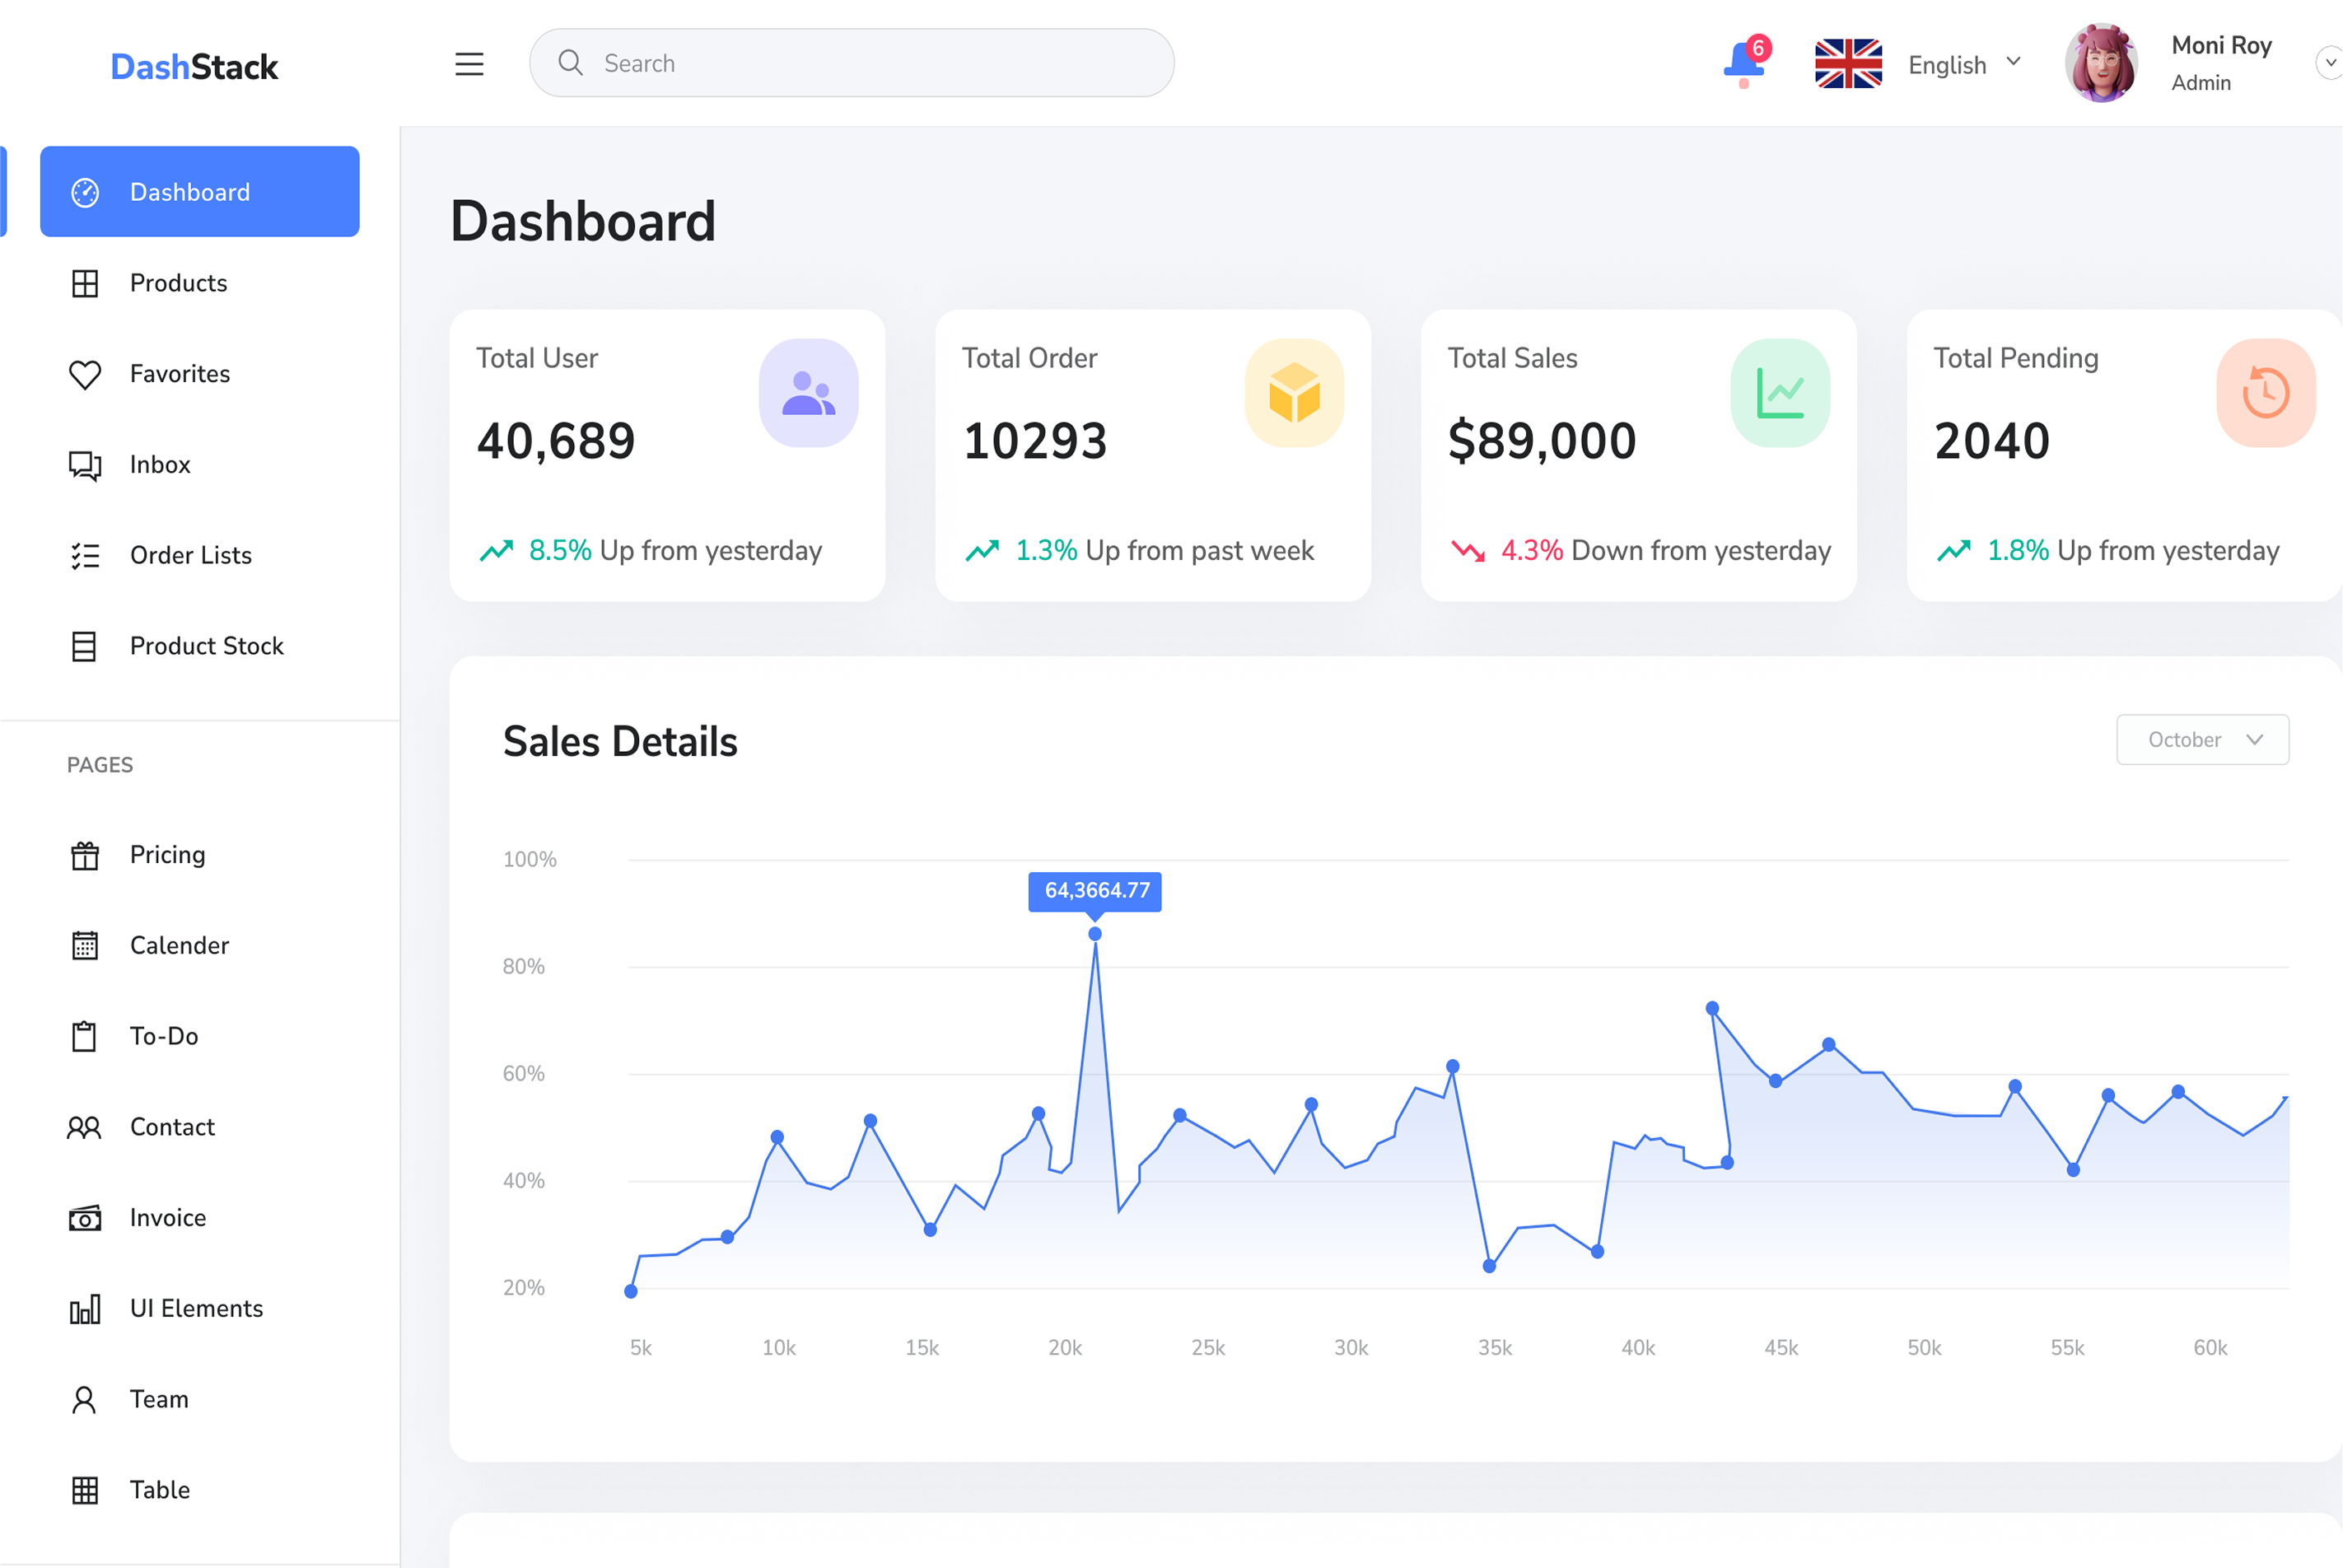 DashStack
Search
6
English
Moni Roy
Admin
Dashboard
Products
Favorites
Inbox
Order Lists
Product Stock
PAGES
Pricing
Calender
To-Do
Contact
Invoice
UI Elements
Team
Table
Dashboard
Total User
40,689
8.5% Up from yesterday
Total Order
10293
1.3% Up from past week
Total Sales
$89,000
4.3% Down from yesterday
Total Pending
2040
1.8% Up from yesterday
Sales Details
October
100%
64,3664.77
80%
60%
40%
20%
5k 10k 15k 20k 25k 30k 35k 40k 45k 50k 55k 60k